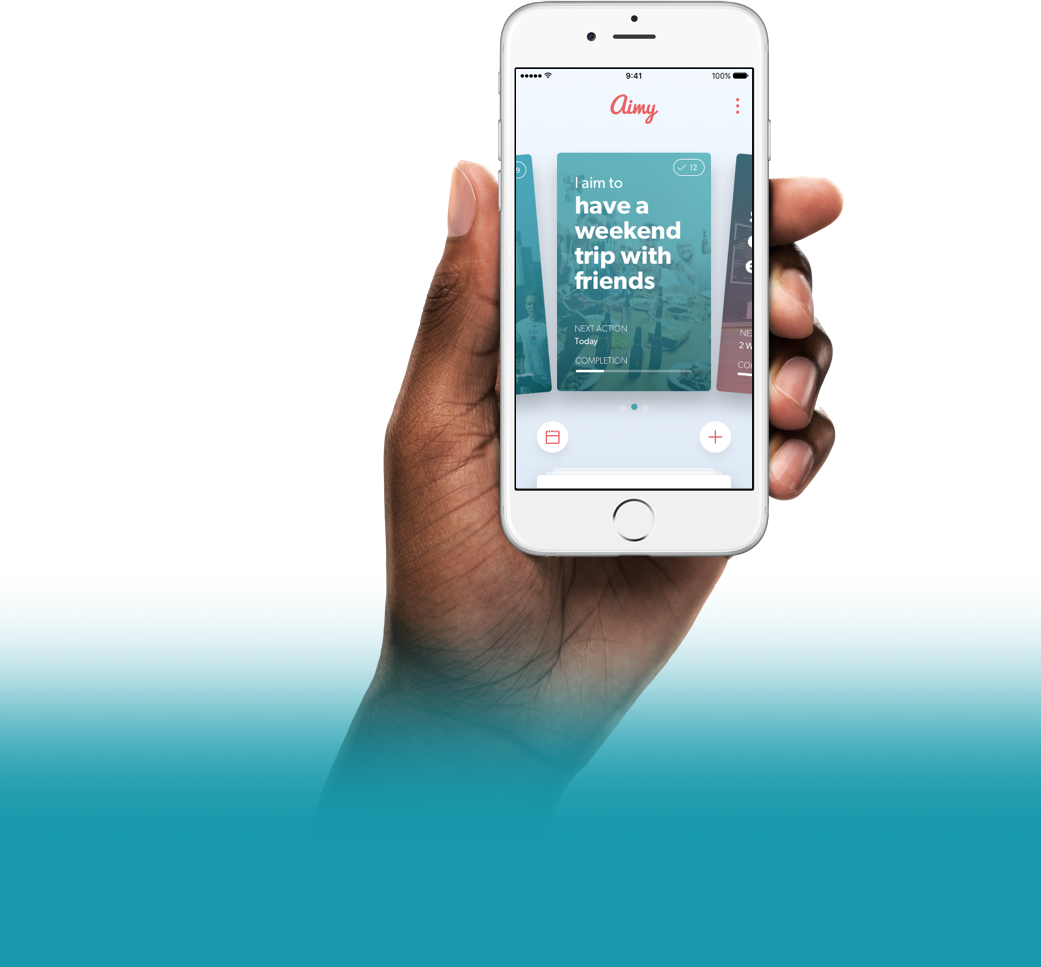 9:41
100%
Aimy
9
12
I aim to
have a
weekend
trip with
friends
NEXT ACTION
Today
COMPLETION
NE
2 W
CO